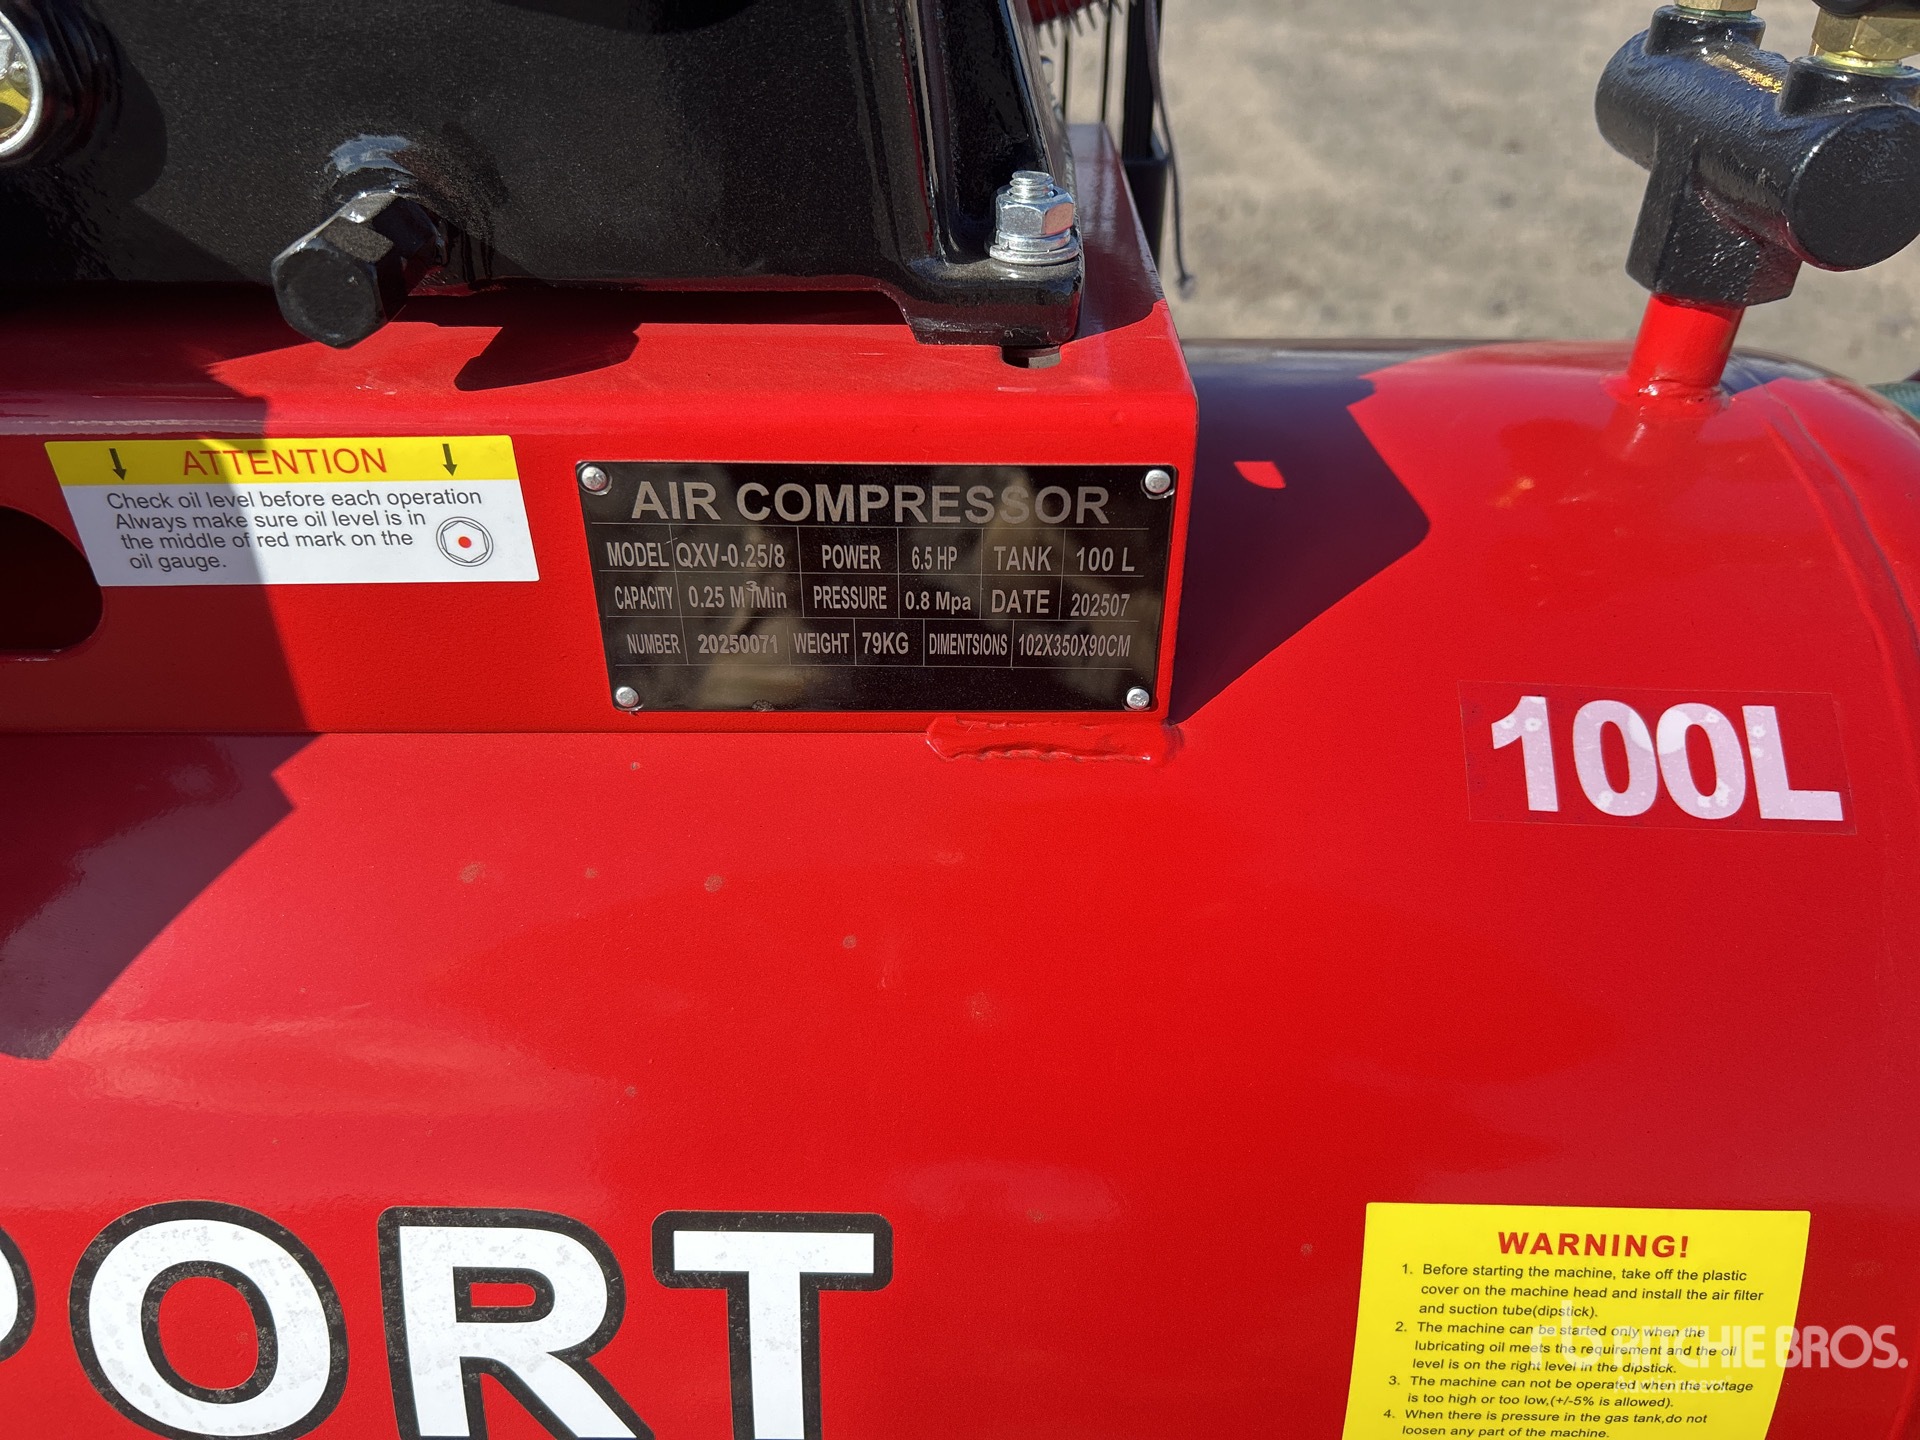 ATTENTION
Check oil level before each operation
Always make sure oil level is in
the middle of red mark on the
oil gauge.
AIR COMPRESSOR
MODEL QXV-0.25/8 POWER 6.5 HP TANK 100 L
CAPACITY 0.25 M³/Min PRESSURE 0.8 Mpa DATE 202507
NUMBER 20250071 WEIGHT 79KG DIMENTSIONS 102X350X90CM
100L
PORT
WARNING!
1. Before starting the machine, take off the plastic
cover on the machine head and install the air filter
and suction tube(dipstick).
2. The machine can be started only when the
lubricating oil meets the requirement and the oil
level is on the right level in the dipstick.
3. The machine can not be operated when the voltage
is too high or too low,(+/-5% is allowed).
4. When there is pressure in the gas tank,do not
loosen any part of the machine.
rb RITCHIE BROS.
Auctioneers